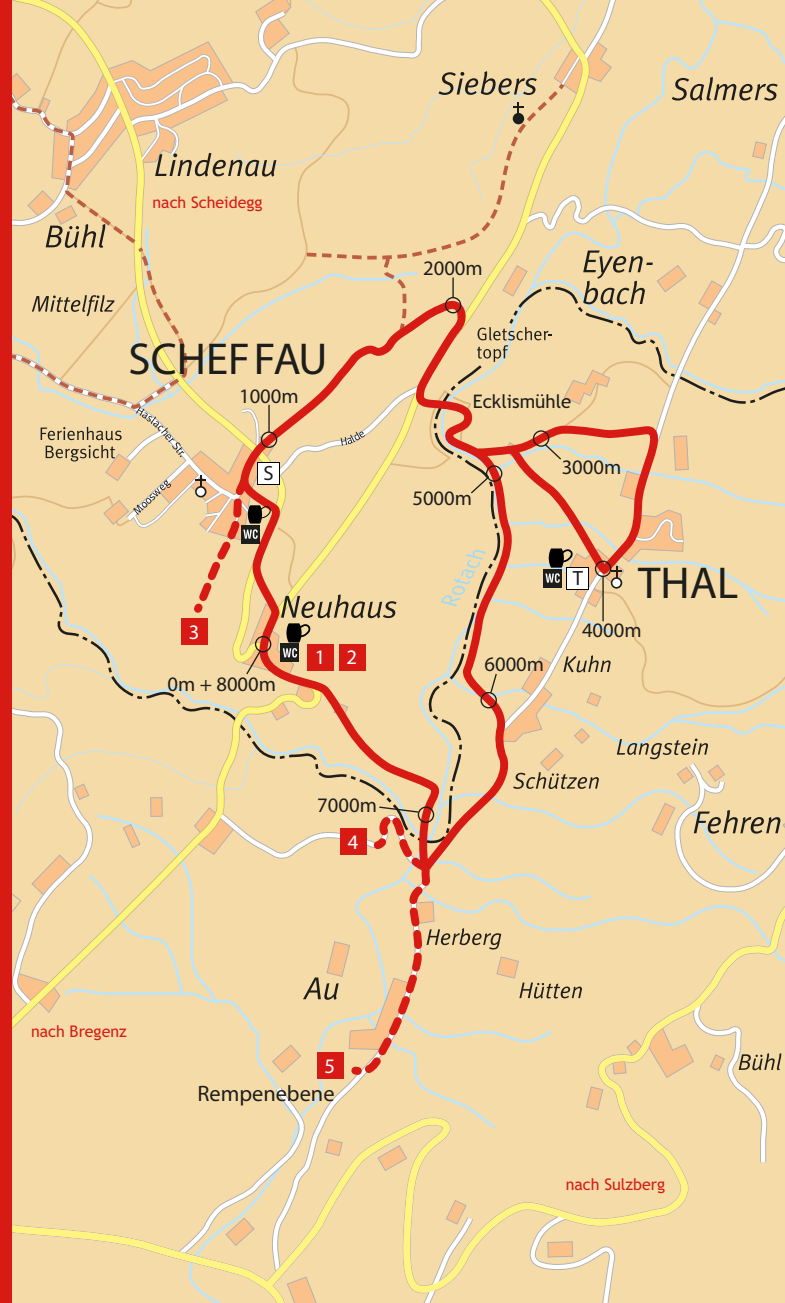 Siebers
Salmers
Lindenau
nach Scheidegg
Bühl
Eyen-
bach
2000m
Mittelfilz
Gletscher-
topf
SCHEFFAU
1000m
Ecklismühle
Haslacher Str.
Ferienhaus
Bergsicht
Halde
3000m
S
5000m
Moosweg
WC
Rotach
WC
T
THAL
Neuhaus
3
4000m
WC
1
2
6000m
Kuhn
0m + 8000m
Langstein
Schützen
7000m
Fehren
4
Herberg
Au
Hütten
nach Bregenz
5
Bühl
Rempenebene
nach Sulzberg